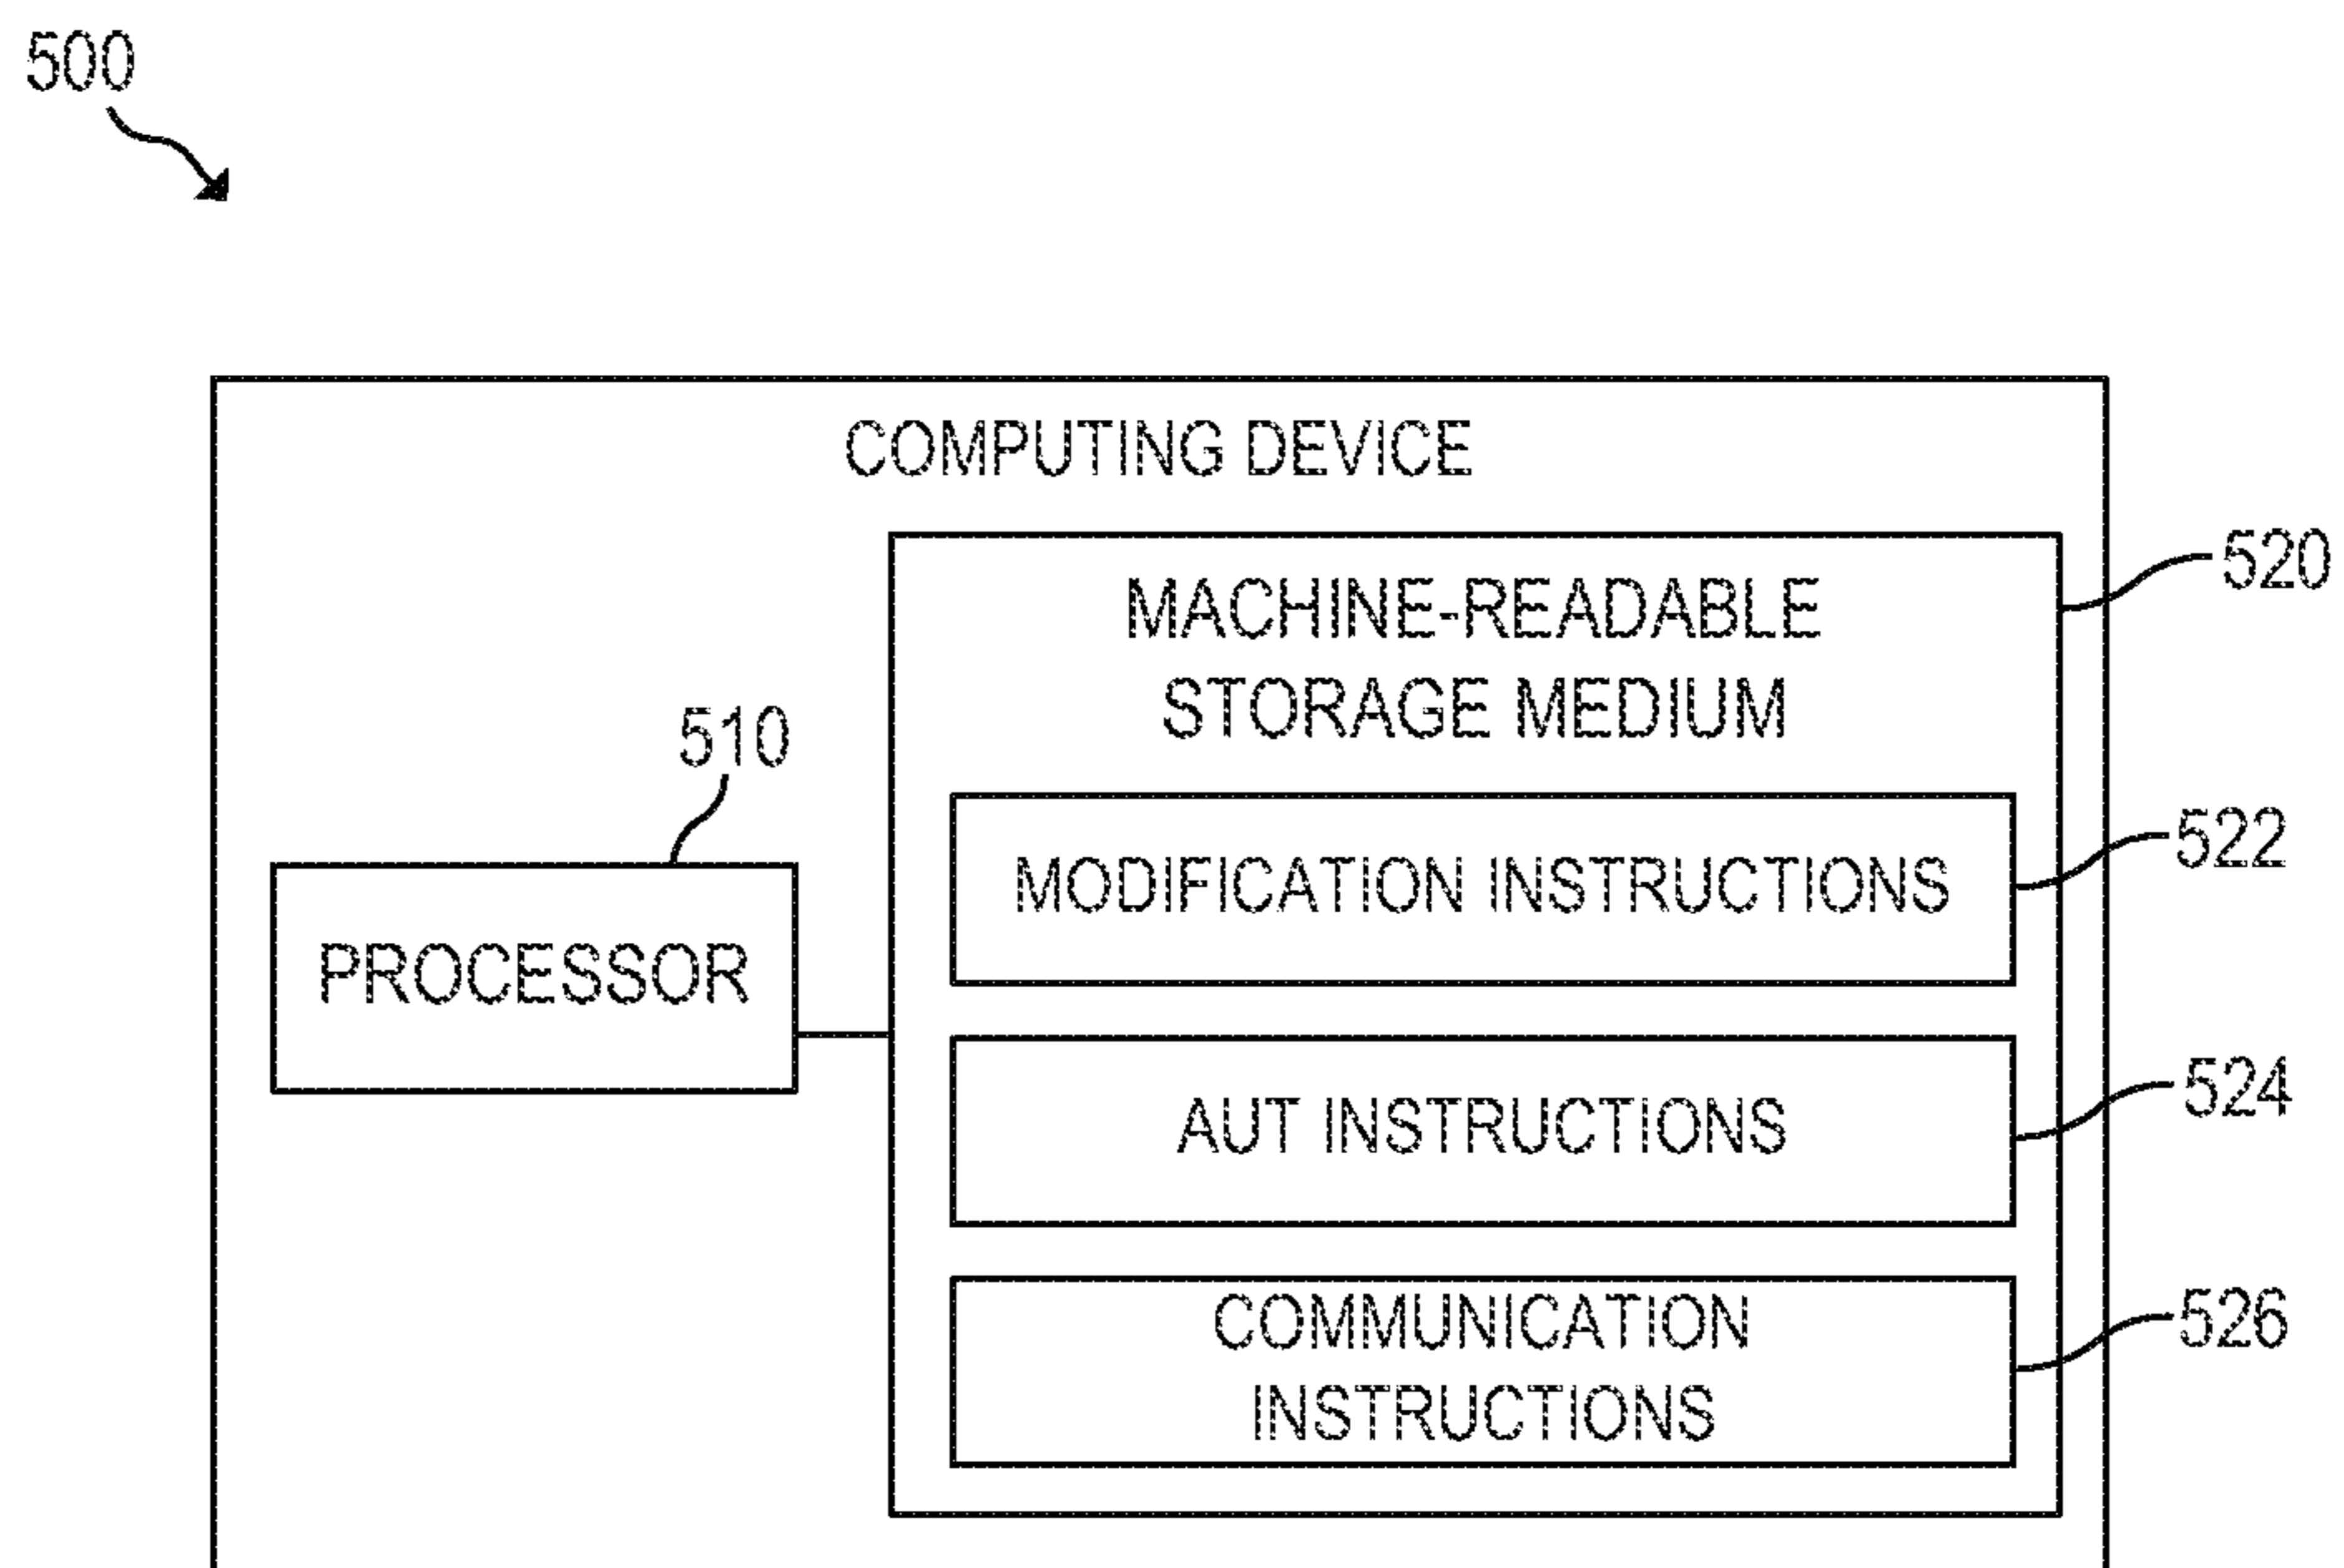 500
COMPUTING DEVICE
520
MACHINE-READABLE
STORAGE MEDIUM
510
522
MODIFICATION INSTRUCTIONS
PROCESSOR
524
AUT INSTRUCTIONS
526
COMMUNICATION
INSTRUCTIONS